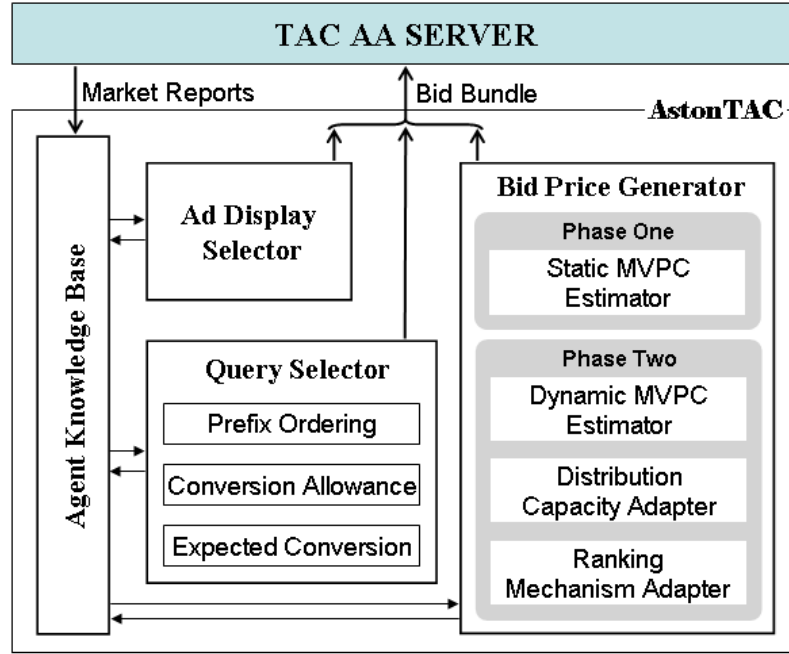 TAC AA SERVER
Market Reports
Bid Bundle
AstonTAC
Agent Knowledge Base
Ad Display
Selector
Query Selector
Prefix Ordering
Conversion Allowance
Expected Conversion
Bid Price Generator
Phase One
Static MVPC
Estimator
Phase Two
Dynamic MVPC
Estimator
Distribution
Capacity Adapter
Ranking
Mechanism Adapter